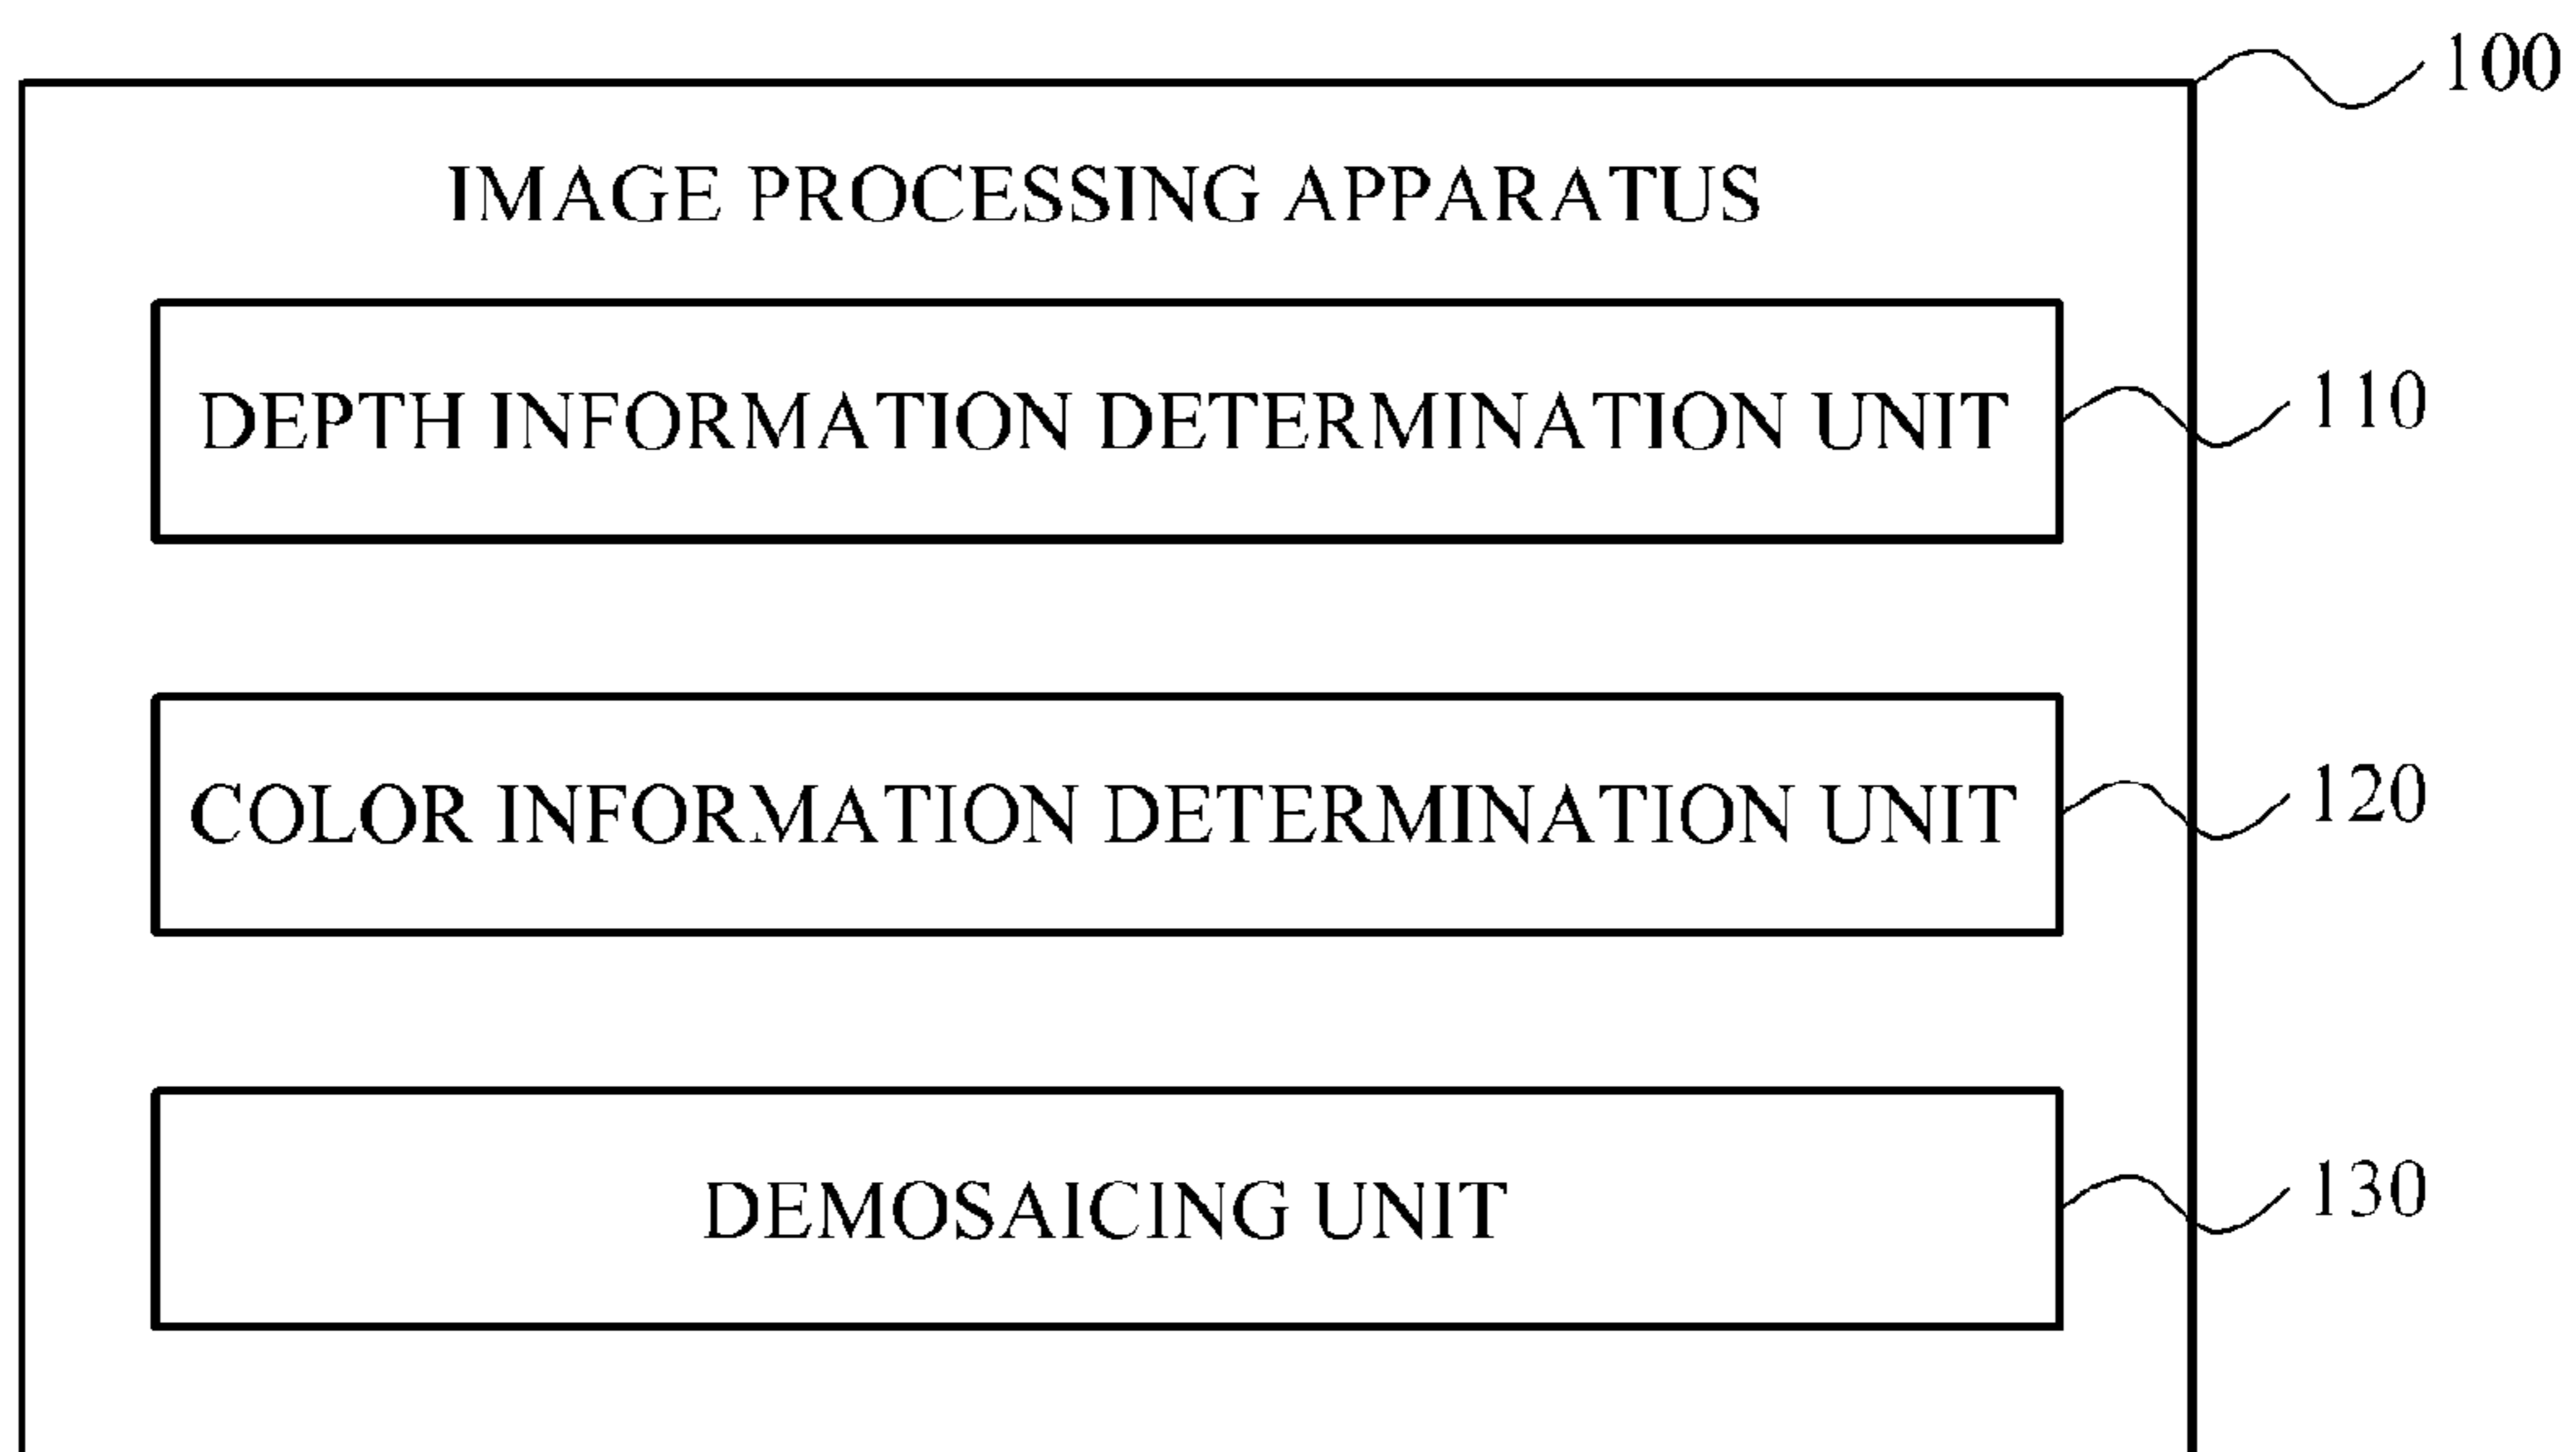 100
IMAGE PROCESSING APPARATUS
DEPTH INFORMATION DETERMINATION UNIT
110
COLOR INFORMATION DETERMINATION UNIT
120
DEMOSAICING UNIT
130